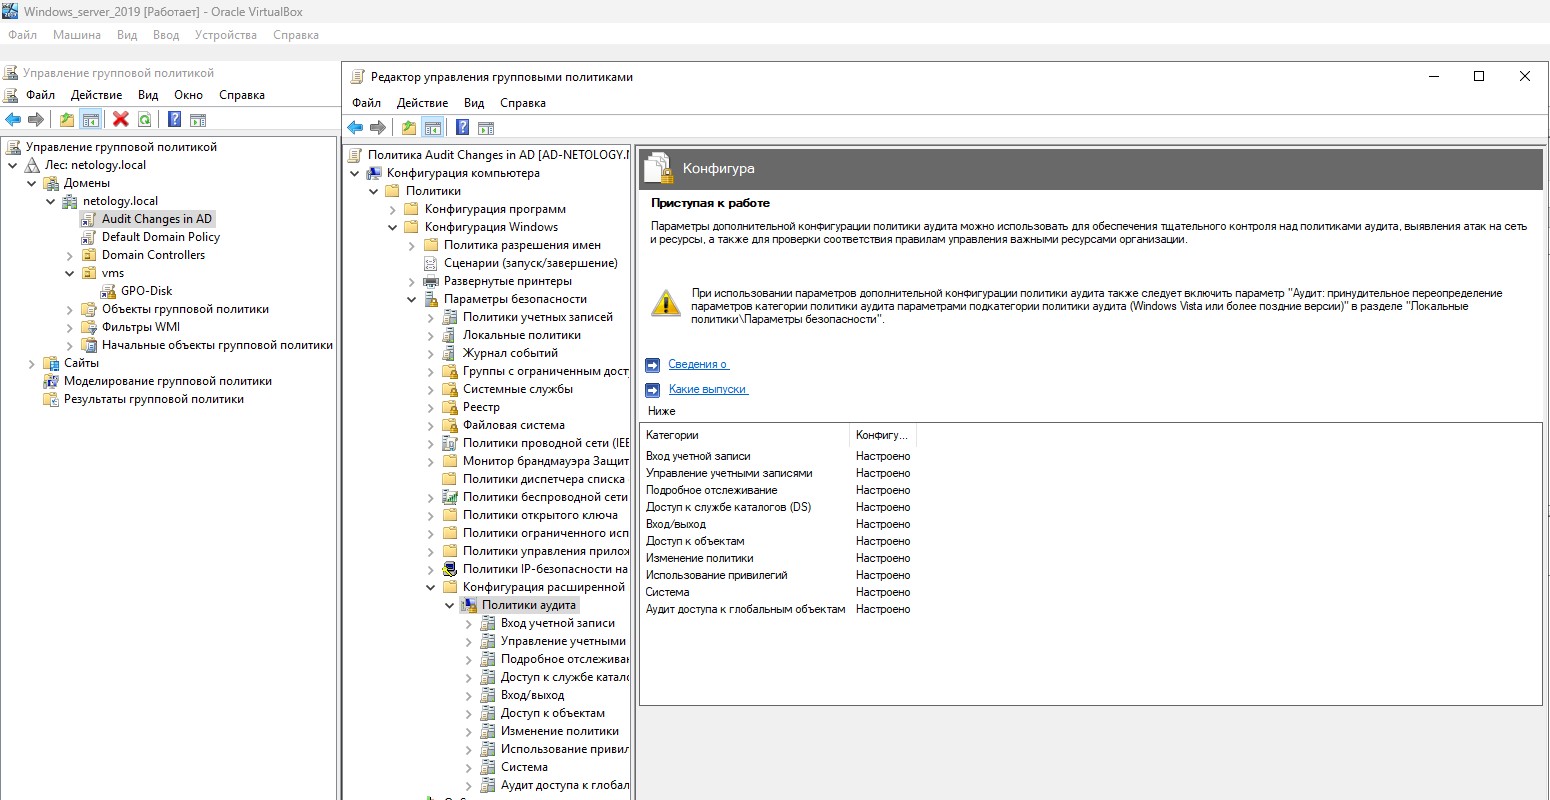 Windows_server_2019 [Работает] - Oracle VirtualBox
Файл Машина Вид Ввод Устройства Справка
Управление групповой политикой
Файл Действие Вид Окно Справка
Управление групповой политикой
Лес: netology.local
Домены
netology.local
Audit Changes in AD
Default Domain Policy
Domain Controllers
vms
GPO-Disk
Объекты групповой политики
Фильтры WMI
Начальные объекты групповой политики
Сайты
Моделирование групповой политики
Результаты групповой политики
Редактор управления групповыми политиками
Файл Действие Вид Справка
Политика Audit Changes in AD [AD-NETOLOGY.
Конфигурация компьютера
Политики
Конфигурация программ
Конфигурация Windows
Политика разрешения имен
Сценарии (запуск/завершение)
Развернутые принтеры
Параметры безопасности
Политики учетных записей
Локальные политики
Журнал событий
Группы с ограниченным дост
Системные службы
Реестр
Файловая система
Политики проводной сети (IEE
Монитор брандмауэра Защит
Политики диспетчера списка
Политики беспроводной сети
Политики открытого ключа
Политики ограниченного исп
Политики управления прилож
Политики IP-безопасности на
Конфигурация расширенной
Политики аудита
Вход учетной записи
Управление учетными
Подробное отслеживан
Доступ к службе катало
Вход/выход
Доступ к объектам
Изменение политики
Использование привил
Система
Аудит доступа к глобал
Конфигура
Приступая к работе
Параметры дополнительной конфигурации политики аудита можно использовать для обеспечения тщательного контроля над политиками аудита, выявления атак на сеть
и ресурсы, а также для проверки соответствия правилам управления важными ресурсами организации.
При использовании параметров дополнительной конфигурации политики аудита также следует включить параметр "Аудит: принудительное переопределение
параметров категории политики аудита параметрами подкатегории политики аудита (Windows Vista или более поздние версии)" в разделе "Локальные
политики\Параметры безопасности".
Сведения о
Какие выпуски
Ниже
Категории Конфигу...
Вход учетной записи Настроено
Управление учетными записями Настроено
Подробное отслеживание Настроено
Доступ к службе каталогов (DS) Настроено
Вход/выход Настроено
Доступ к объектам Настроено
Изменение политики Настроено
Использование привилегий Настроено
Система Настроено
Аудит доступа к глобальным объектам Настроено